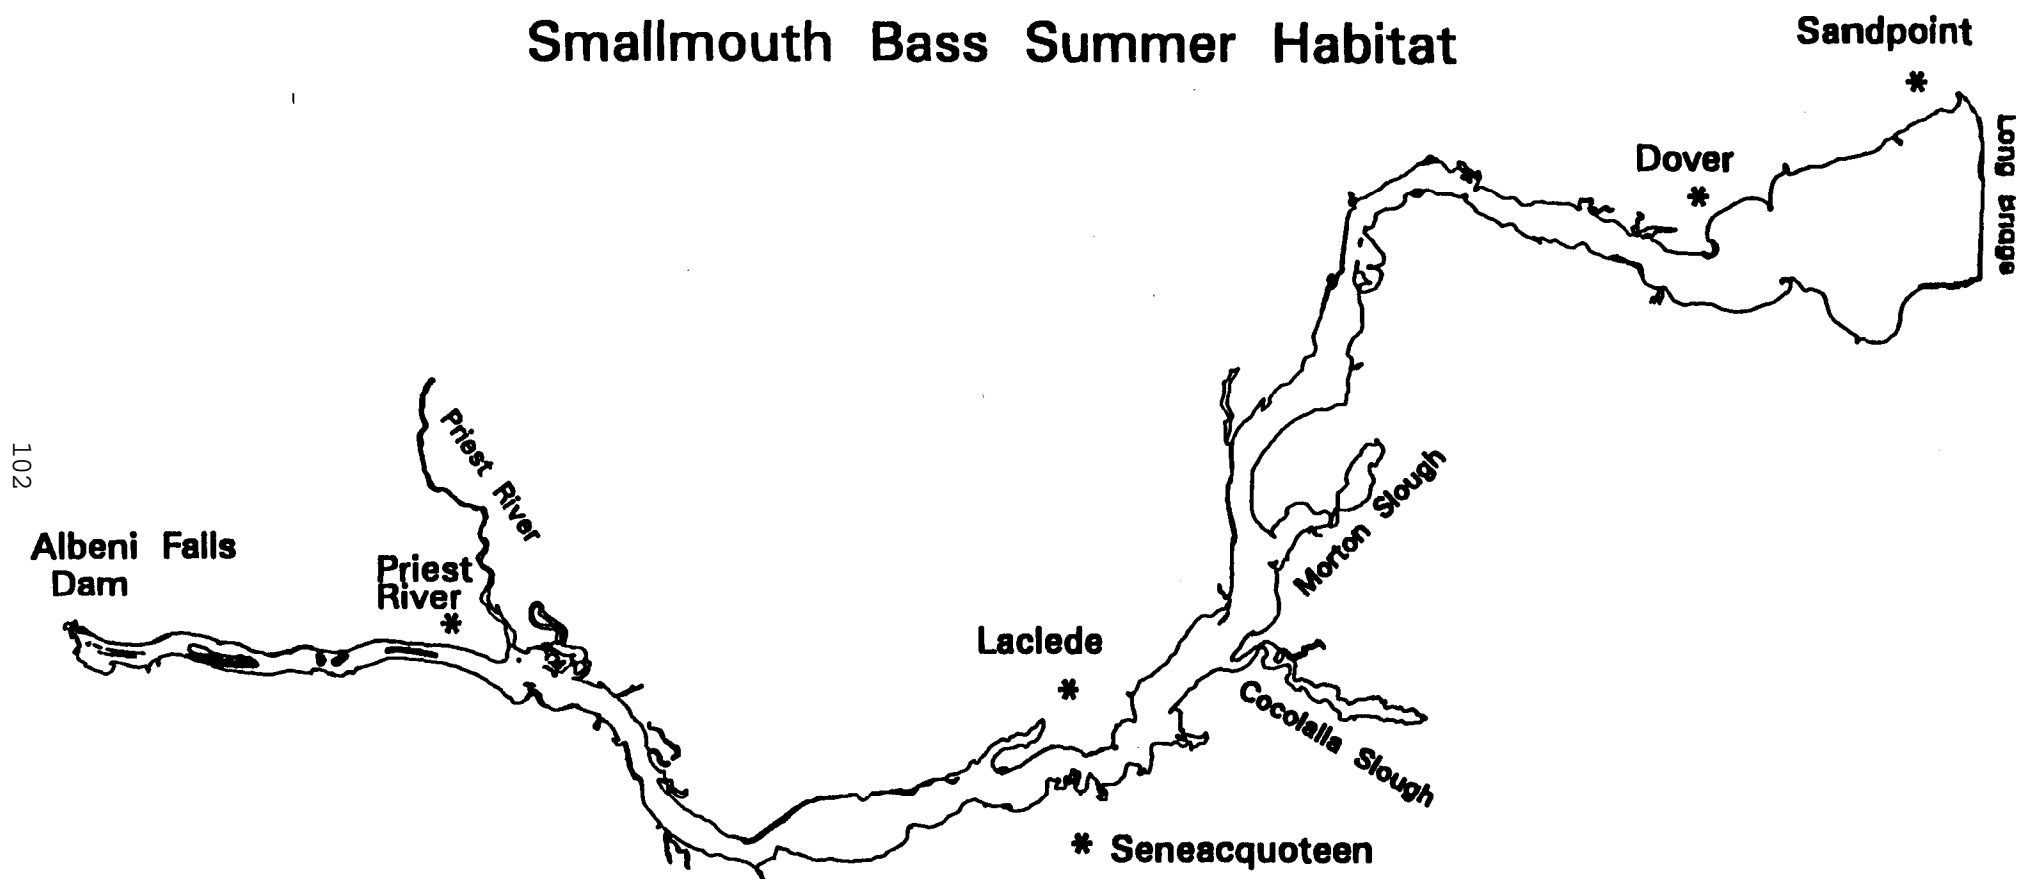 Smallmouth Bass Summer Habitat
Sandpoint
Long Bridge
Dover
Priest River
Morton Slough
102
Albeni Falls
Dam
Priest
River
Laclede
Cocolalla Slough
Seneacquoteen